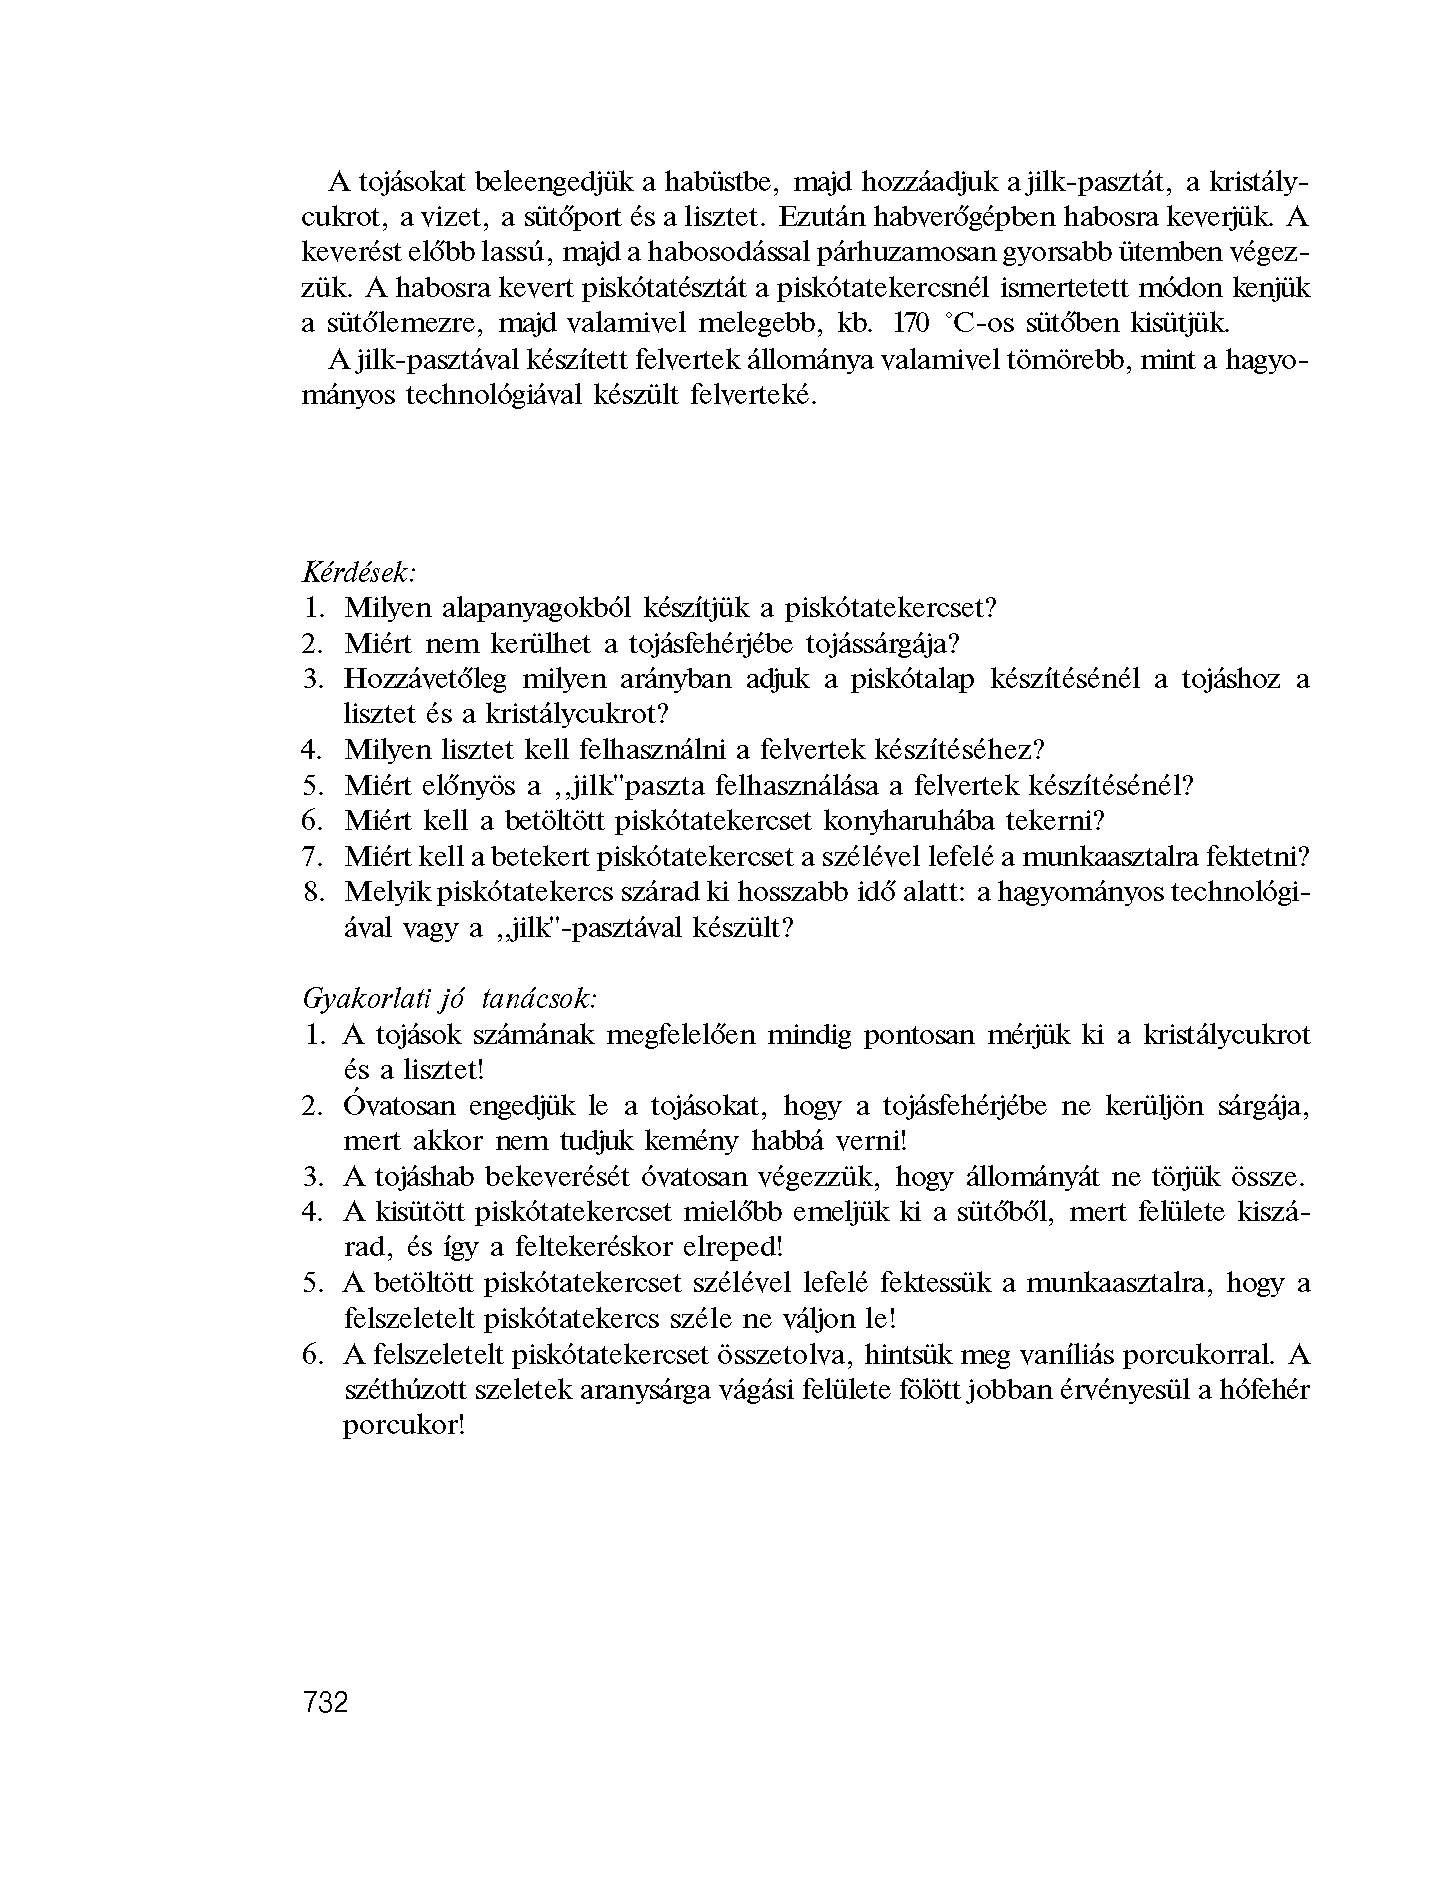 A tojásokat beleengedjük a habüstbe, majd hozzáadjuk a jilk-pasztát, a kristály-
cukrot, a vizet, a sütőport és a lisztet. Ezután habverőgépben habosra keverjük. A
keverést előbb lassú, majd a habosodással párhuzamosan gyorsabb ütemben végez-
zük. A habosra kevert piskótatésztát a piskótatekercsnél ismertetett módon kenjük
a sütőlemezre, majd valamivel melegebb, kb. 170 °C-os sütőben kisütjük.
A jilk-pasztával készített felvertek állománya valamivel tömörebb, mint a hagyo-
mányos technológiával készült felverteké.
Kérdések:
1. Milyen alapanyagokból készítjük a piskótatekercset?
2. Miért nem kerülhet a tojásfehérjébe tojássárgája?
3. Hozzávetőleg milyen arányban adjuk a piskótalap készítésénél a tojáshoz a
lisztet és a kristálycukrot?
4. Milyen lisztet kell felhasználni a felvertek készítéséhez?
5. Miért előnyös a ,,jilk"paszta felhasználása a felvertek készítésénél?
6. Miért kell a betöltött piskótatekercset konyharuhába tekerni?
7. Miért kell a betekert piskótatekercset a szélével lefelé a munkaasztalra fektetni?
8. Melyik piskótatekercs szárad ki hosszabb idő alatt: a hagyományos technológi-
ával vagy a ,,jilk"-pasztával készült?
Gyakorlati jó tanácsok:
1. A tojások számának megfelelően mindig pontosan mérjük ki a kristálycukrot
és a lisztet!
2. Óvatosan engedjük le a tojásokat, hogy a tojásfehérjébe ne kerüljön sárgája,
mert akkor nem tudjuk kemény habbá verni!
3. A tojáshab bekeverését óvatosan végezzük, hogy állományát ne törjük össze.
4. A kisütött piskótatekercset mielőbb emeljük ki a sütőből, mert felülete kiszá-
rad, és így a feltekeréskor elreped!
5. A betöltött piskótatekercset szélével lefelé fektessük a munkaasztalra, hogy a
felszeletelt piskótatekercs széle ne váljon le!
6. A felszeletelt piskótatekercset összetolva, hintsük meg vaníliás porcukorral. A
széthúzott szeletek aranysárga vágási felülete fölött jobban érvényesül a hófehér
porcukor!
732